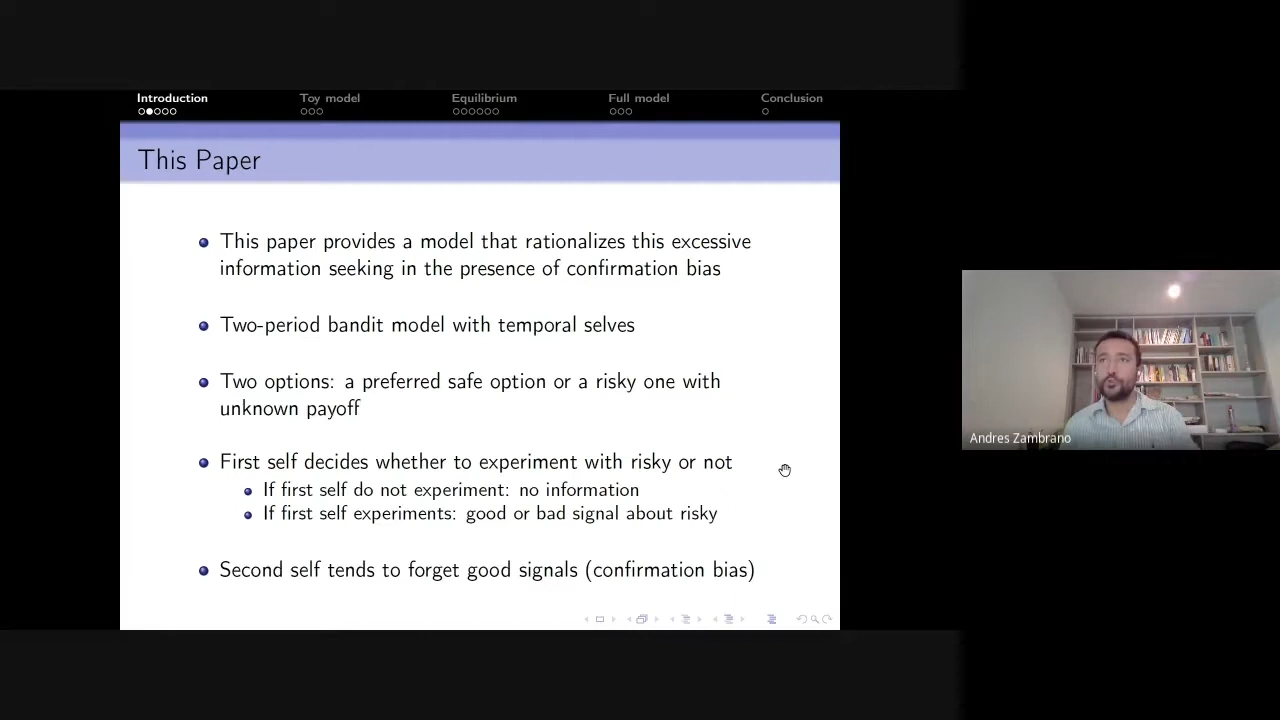 Introduction Toy model Equilibrium Full model Conclusion
This Paper
This paper provides a model that rationalizes this excessive
information seeking in the presence of confirmation bias
Two-period bandit model with temporal selves
Two options: a preferred safe option or a risky one with
unknown payoff
First self decides whether to experiment with risky or not
If first self do not experiment: no information
If first self experiments: good or bad signal about risky
Second self tends to forget good signals (confirmation bias)
Andres Zambrano